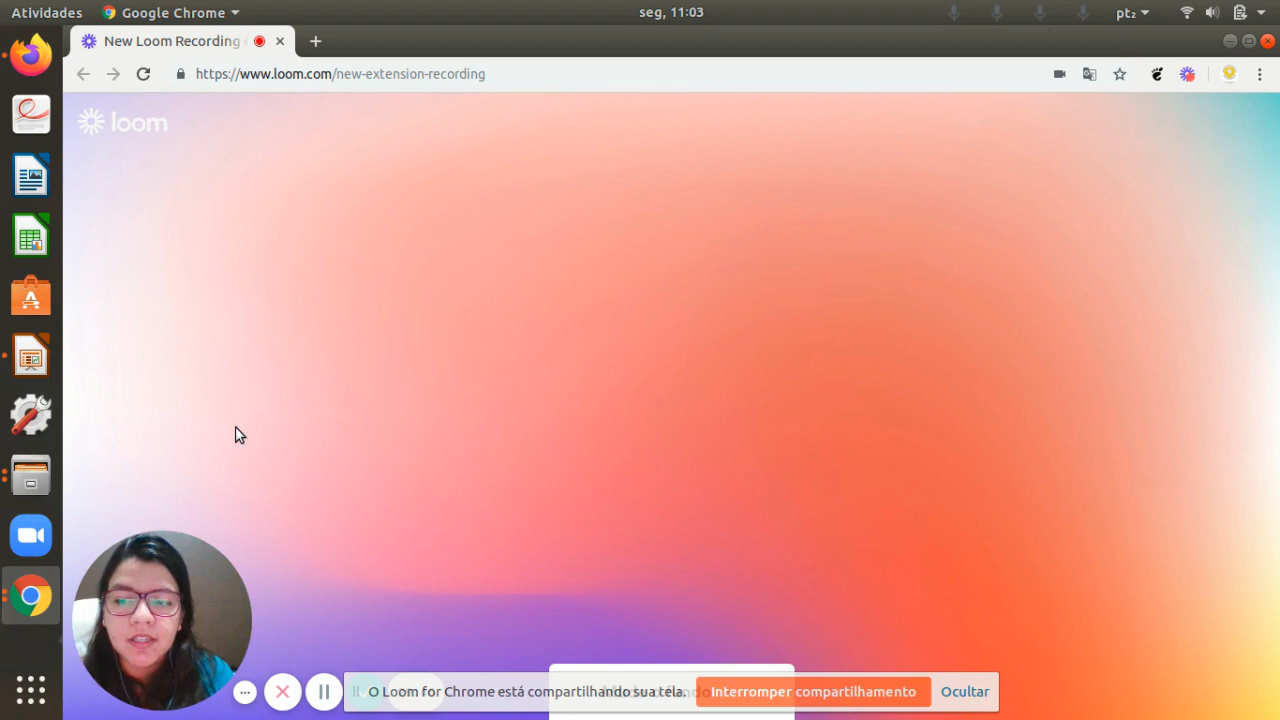 Atividades
Google Chrome
seg, 11:03
pt₂
New Loom Recording
https://www.loom.com/new-extension-recording
loom
O Loom for Chrome está compartilhando sua tela.
Interromper compartilhamento
Ocultar